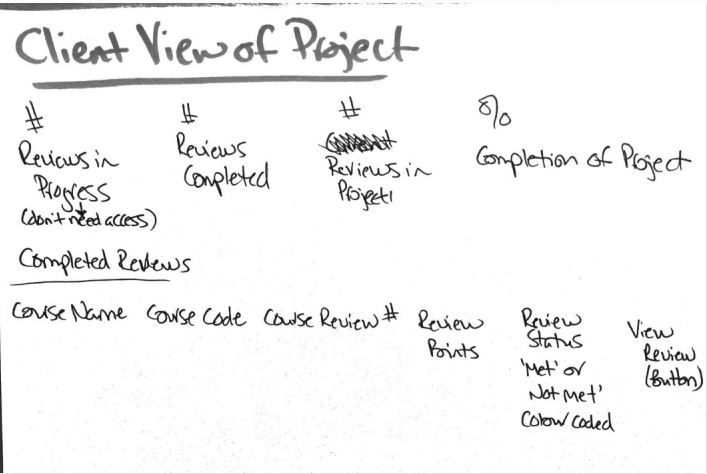 Client View of Project
# # # %
Reviews in Progress (don't need access)
Reviews Completed
Reviews in Project
Completion of Project
Completed Reviews
Course Name Course Code Course Review # Review Points Review Status 'Met' or Not Met' Colour Coded View Review (Button)